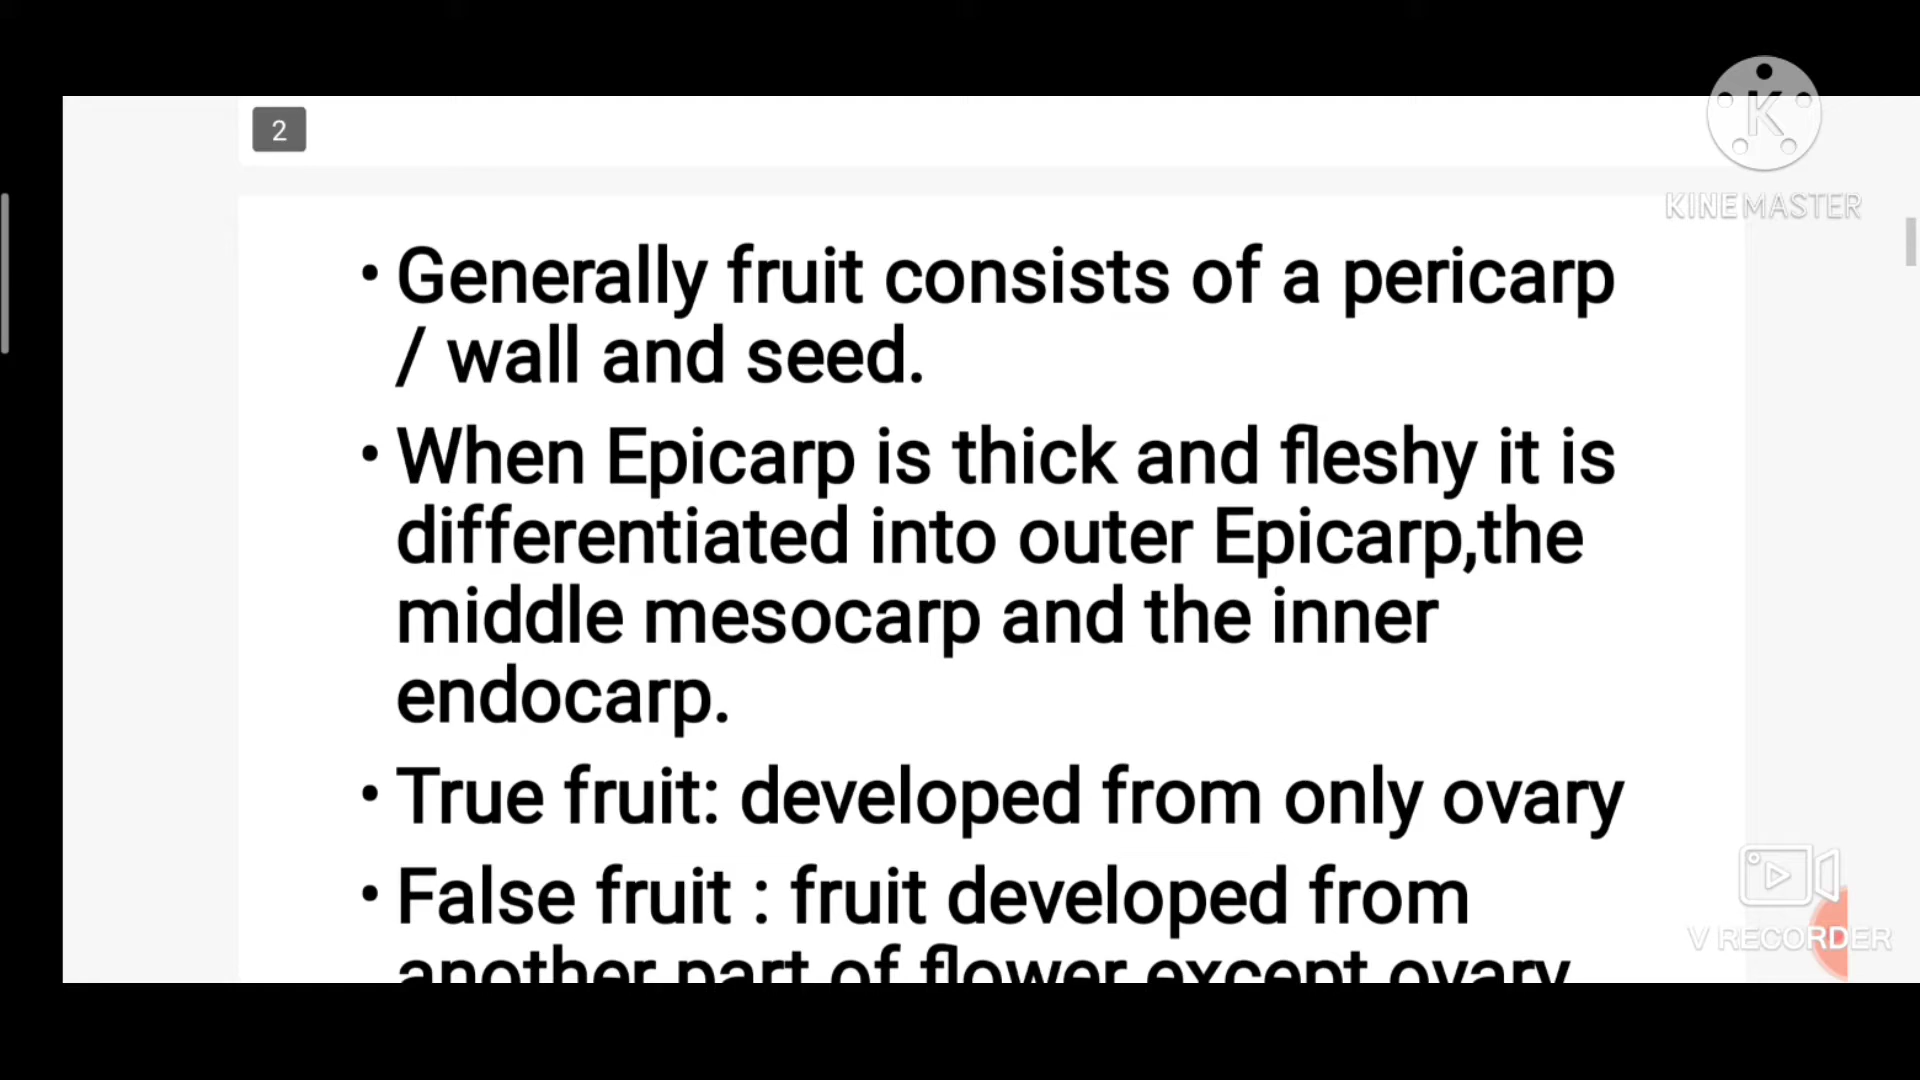 2
K
KINEMASTER
• Generally fruit consists of a pericarp
/ wall and seed.
• When Epicarp is thick and fleshy it is
differentiated into outer Epicarp,the
middle mesocarp and the inner
endocarp.
• True fruit: developed from only ovary
• False fruit : fruit developed from
another part of flower except ovary
V RECORDER